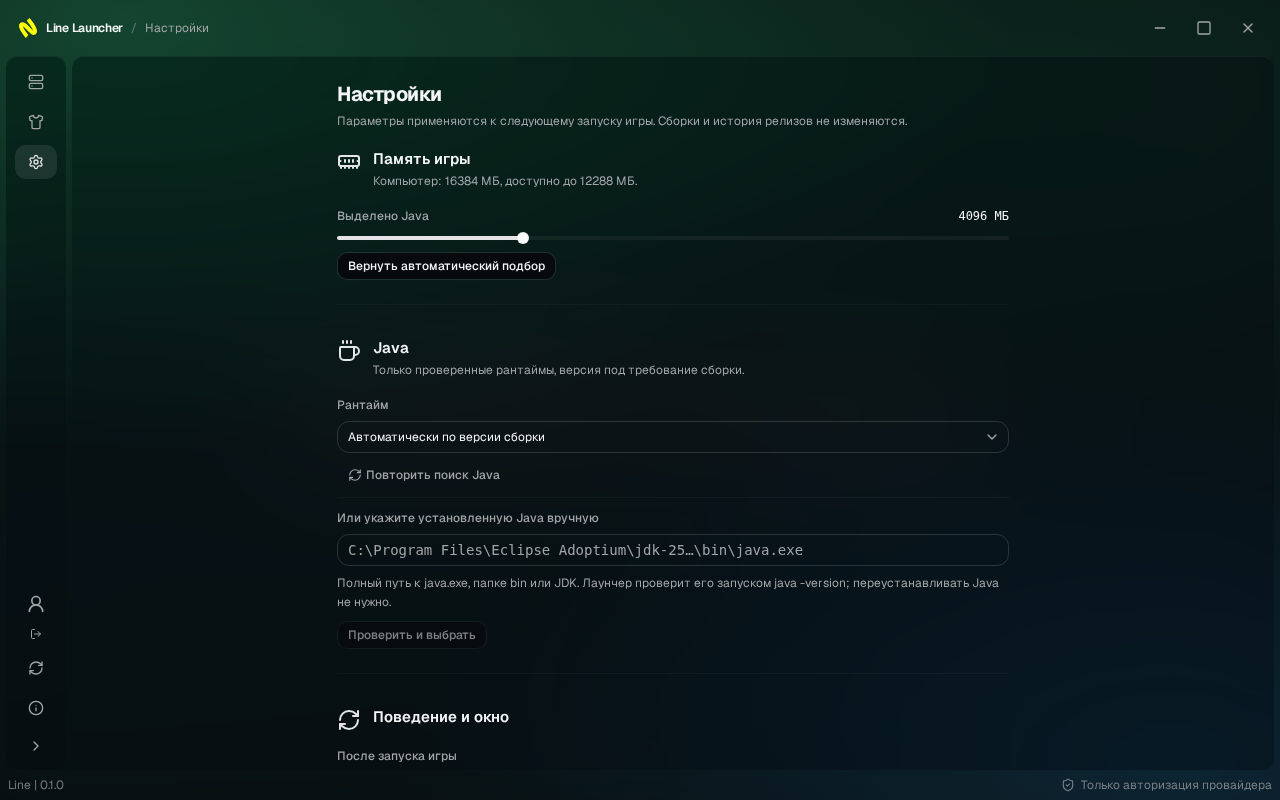 Line Launcher / Настройки
Настройки
Параметры применяются к следующему запуску игры. Сборки и история релизов не изменяются.
Память игры
Компьютер: 16384 МБ, доступно до 12288 МБ.
Выделено Java 4096 МБ
Вернуть автоматический подбор
Java
Только проверенные рантаймы, версия под требование сборки.
Рантайм
Автоматически по версии сборки
Повторить поиск Java
Или укажите установленную Java вручную
C:\Program Files\Eclipse Adoptium\jdk-25…\bin\java.exe
Полный путь к java.exe, папке bin или JDK. Лаунчер проверит его запуском java -version; переустанавливать Java
не нужно.
Проверить и выбрать
Поведение и окно
После запуска игры
Line | 0.1.0
Только авторизация провайдера